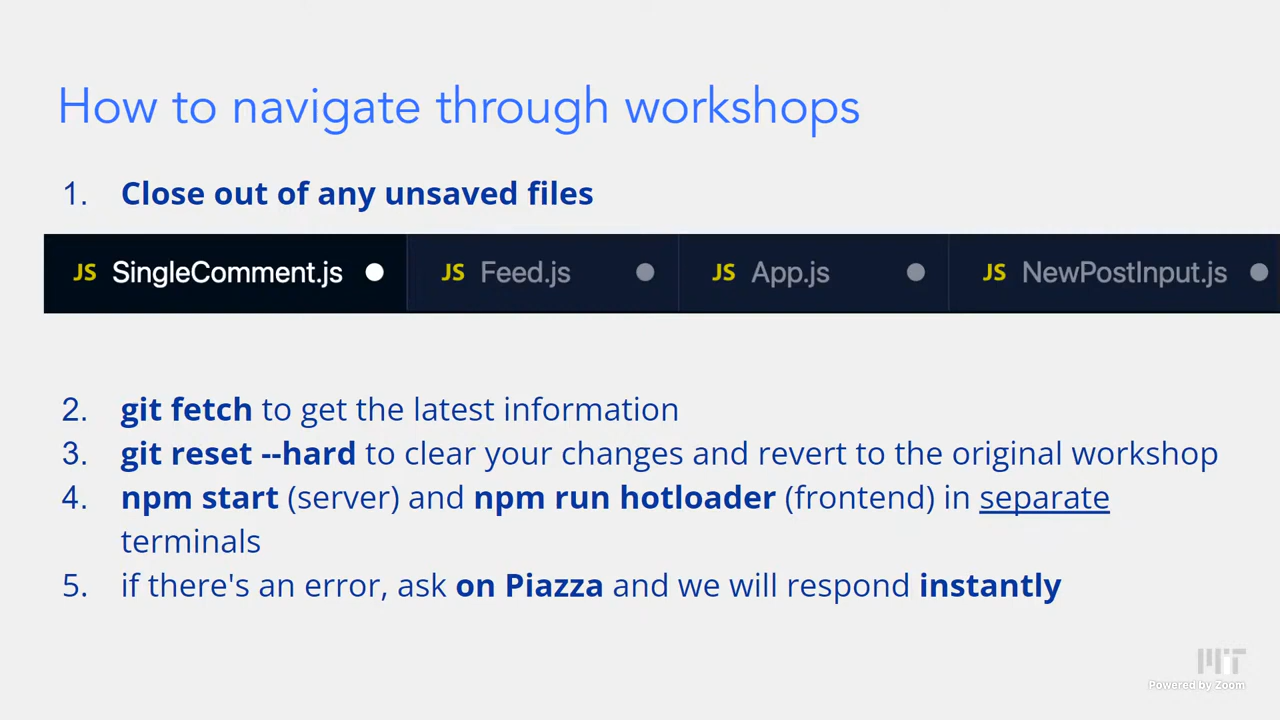 How to navigate through workshops
1. Close out of any unsaved files
JS SingleComment.js JS Feed.js JS App.js JS NewPostInput.js
2. git fetch to get the latest information
3. git reset --hard to clear your changes and revert to the original workshop
4. npm start (server) and npm run hotloader (frontend) in separate
terminals
5. if there's an error, ask on Piazza and we will respond instantly
MIT
Powered by Zoom